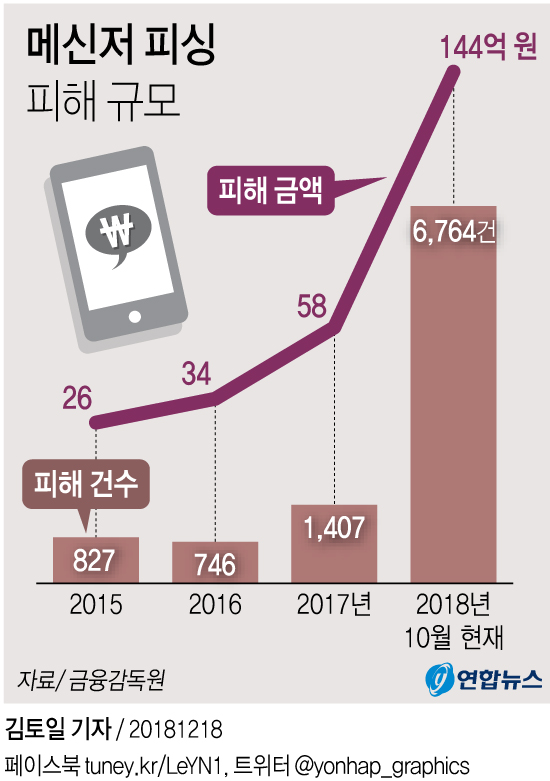 메신저 피싱
피해 규모
144억 원
피해 금액
₩
6,764건
58
34
26
피해 건수
1,407
827
746
2015
2016
2017년
2018년
10월 현재
자료/ 금융감독원
연합뉴스
김토일 기자 / 20181218
페이스북 tuney.kr/LeYN1, 트위터 @yonhap_graphics